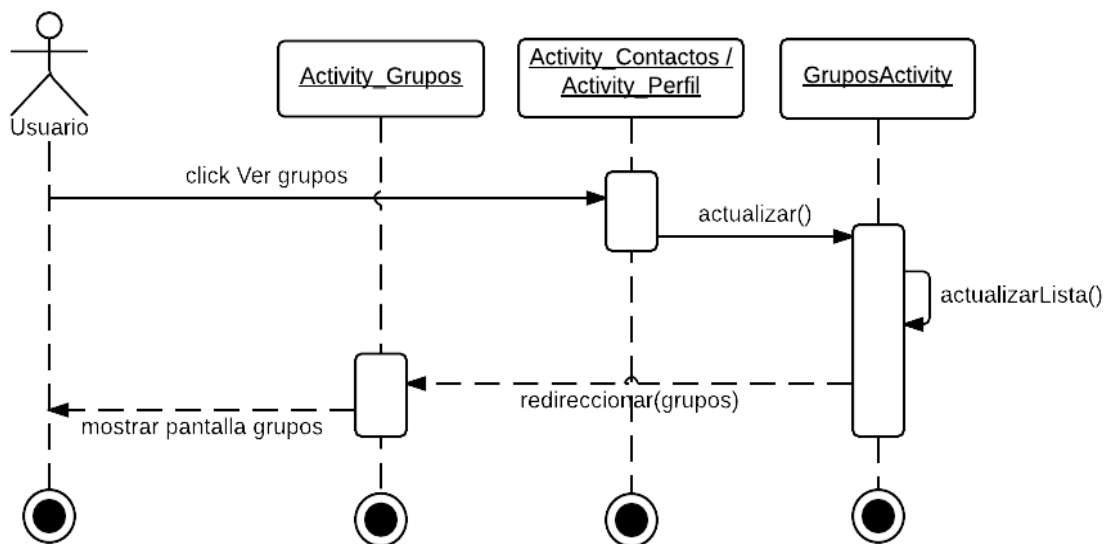 Activity_Grupos
Activity_Contactos /
Activity_Perfil
GruposActivity
Usuario
click Ver grupos
actualizar()
actualizarLista()
redireccionar(grupos)
mostrar pantalla grupos